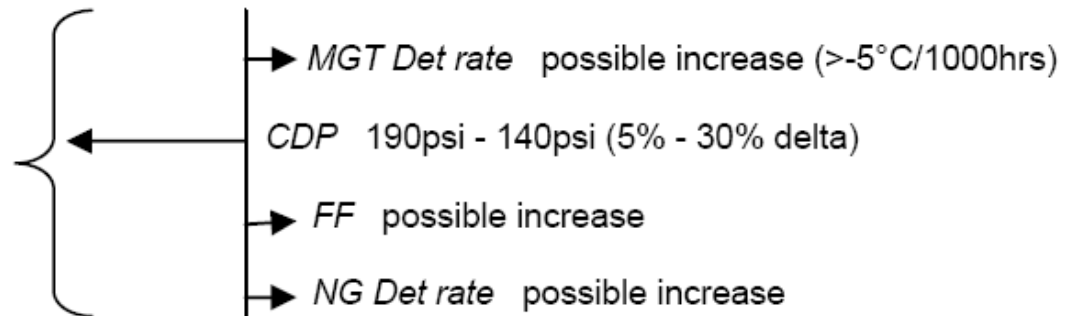 MGT Det rate possible increase (>-5°C/1000hrs)
CDP 190psi - 140psi (5% - 30% delta)
FF possible increase
NG Det rate possible increase